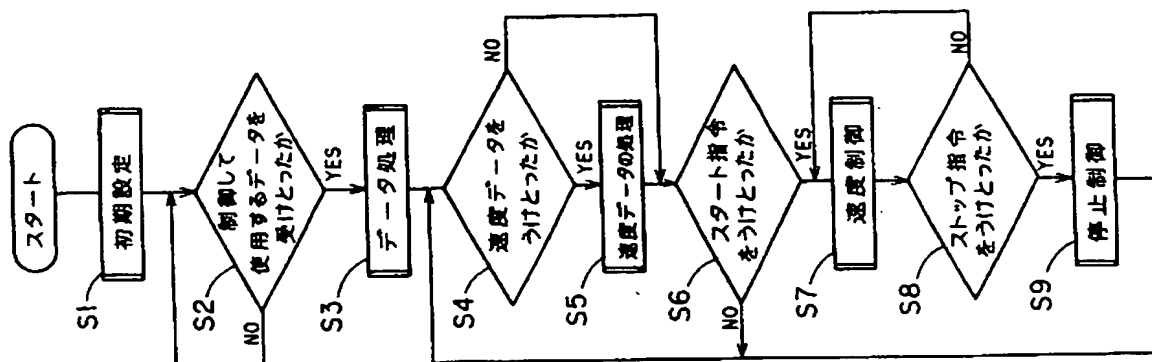 スタート
S1
初期設定
S2
制御して
使用するデータを
受けとったか
NO
YES
S3
データ処理
S4
速度データを
うけとったか
NO
YES
S5
速度データの処理
S6
スタート指令
をうけとったか
NO
YES
S7
速度制御
S8
ストップ指令
をうけとったか
NO
YES
S9
停止制御